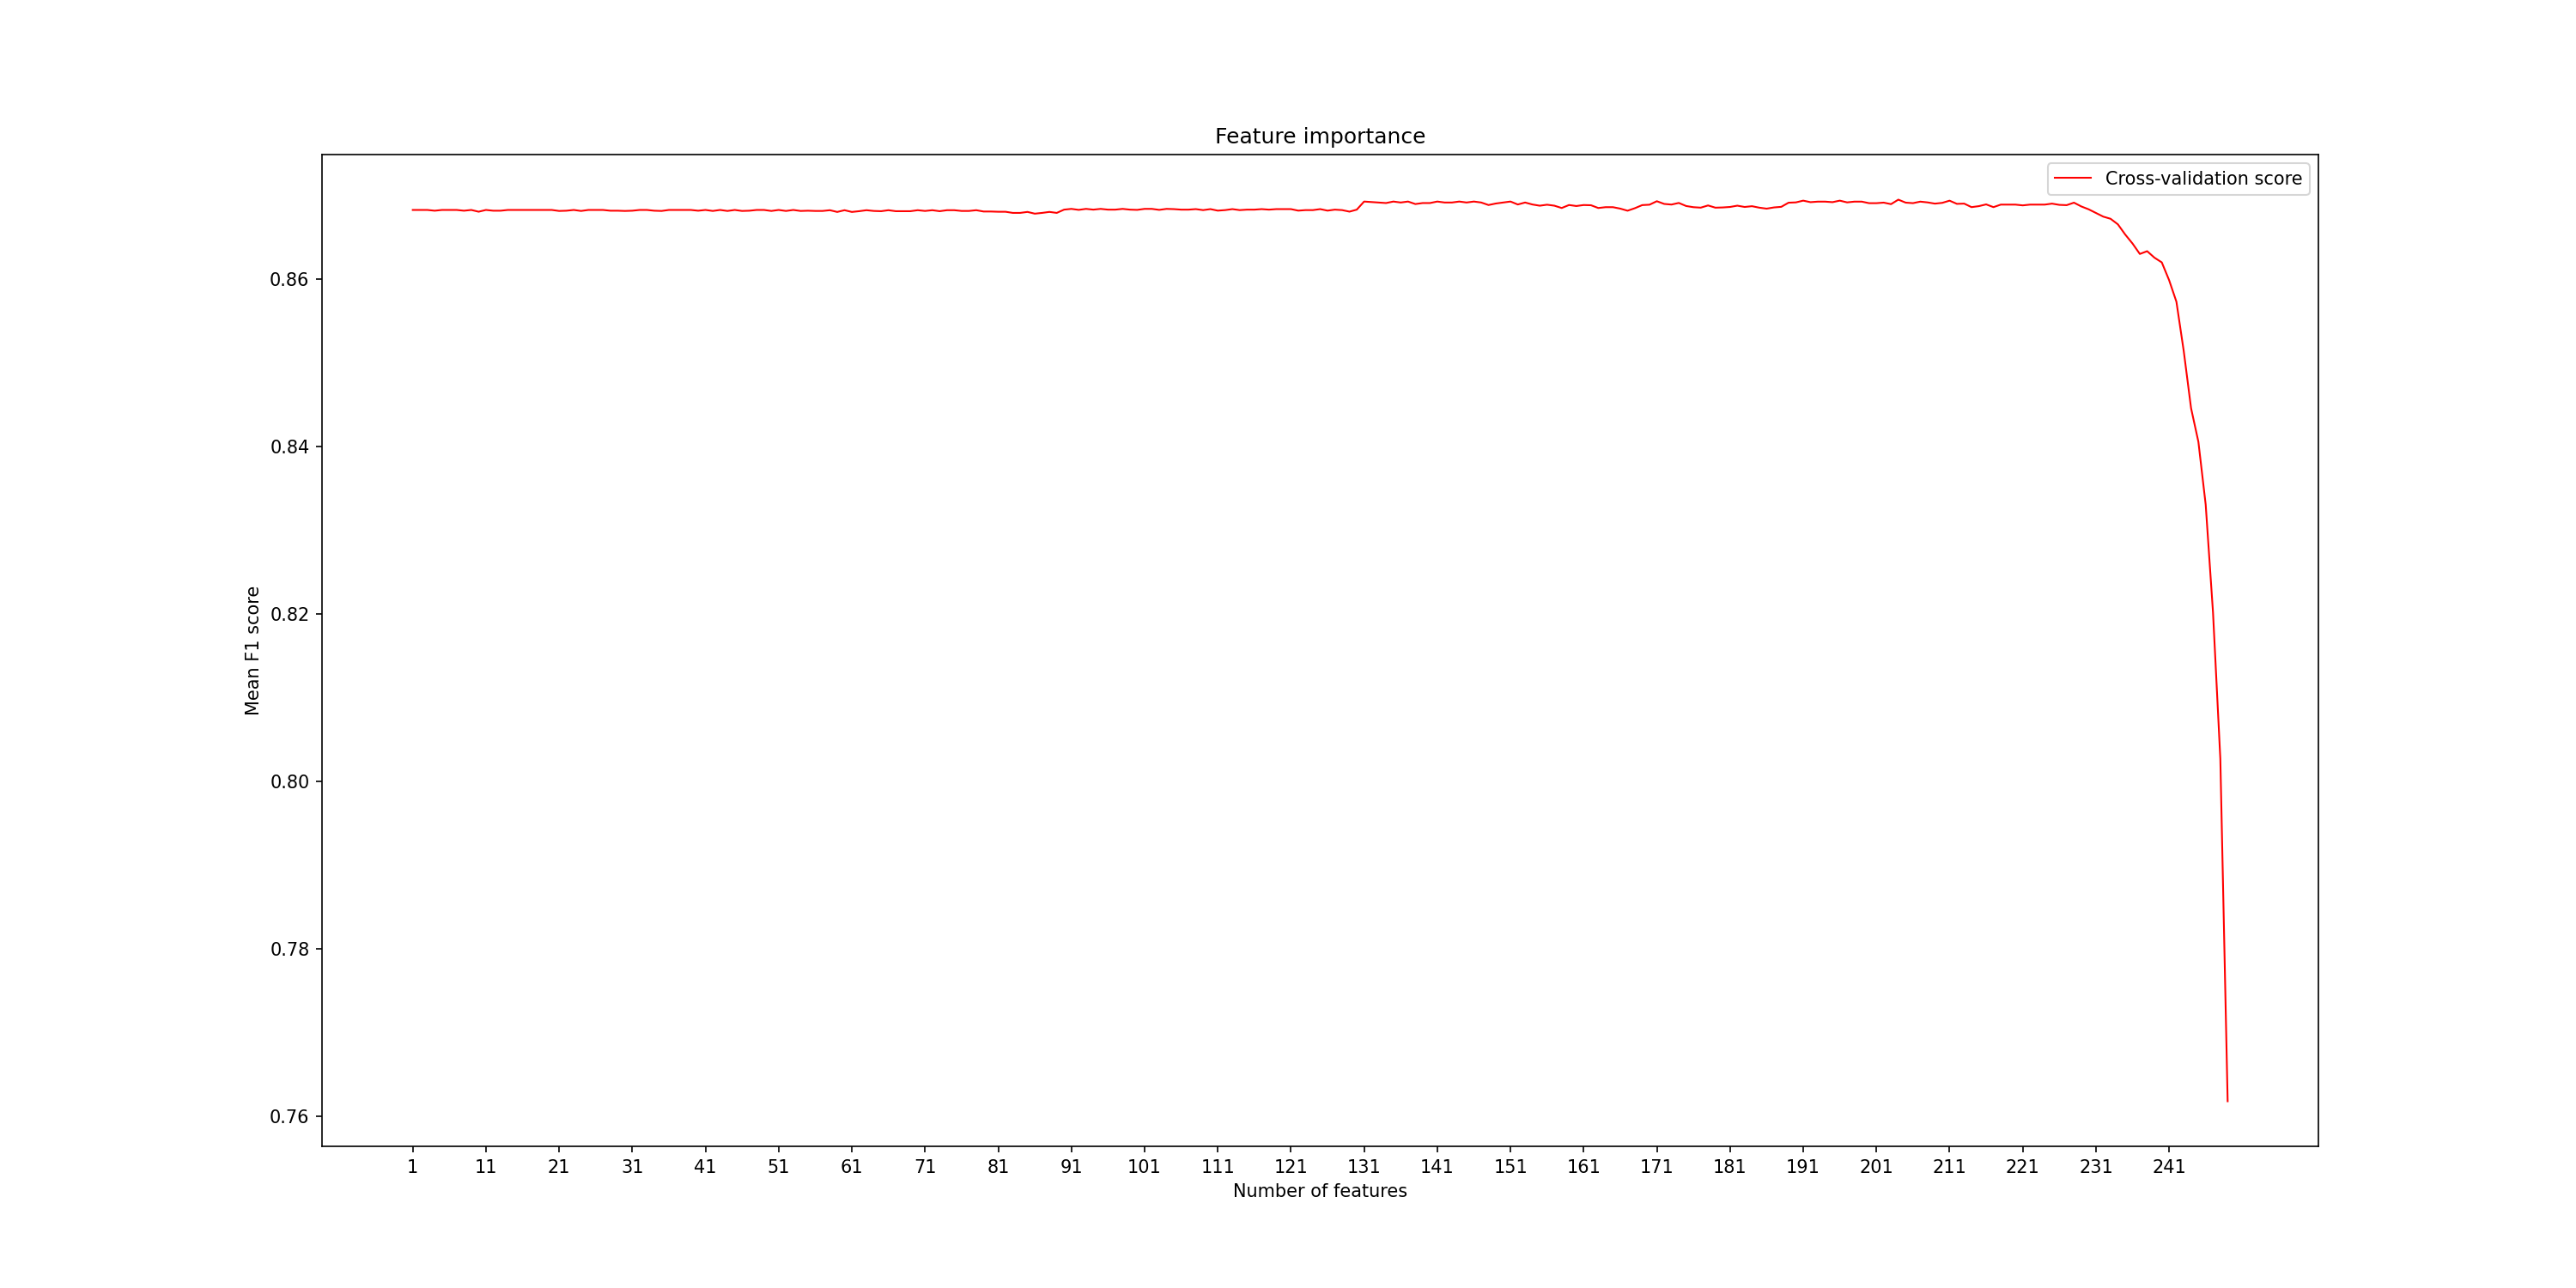 Feature importance
Cross-validation score
0.86
0.84
0.82
0.80
0.78
0.76
Mean F1 score
1 11 21 31 41 51 61 71 81 91 101 111 121 131 141 151 161 171 181 191 201 211 221 231 241
Number of features